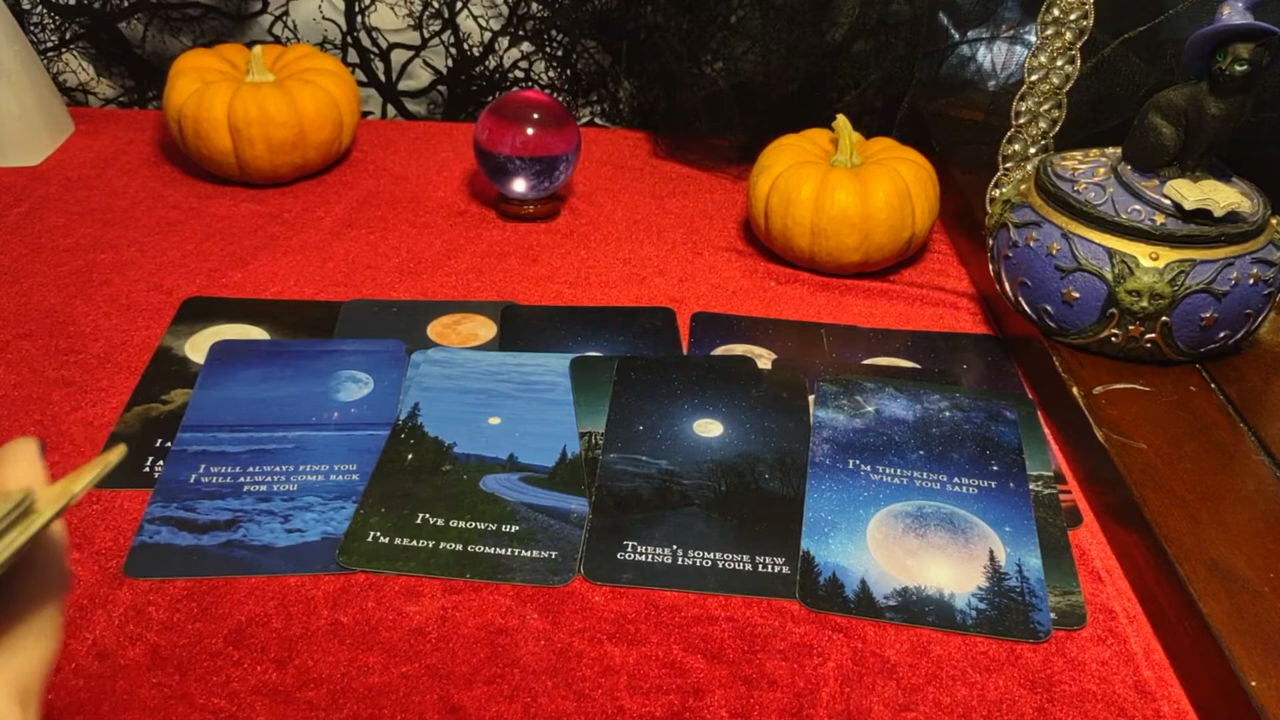 I
I
A
I WILL ALWAYS FIND YOU
I WILL ALWAYS COME BACK
FOR YOU
I'VE GROWN UP
I'M READY FOR COMMITMENT
THERE'S SOMEONE NEW
COMING INTO YOUR LIFE
I'M THINKING ABOUT
WHAT YOU SAID